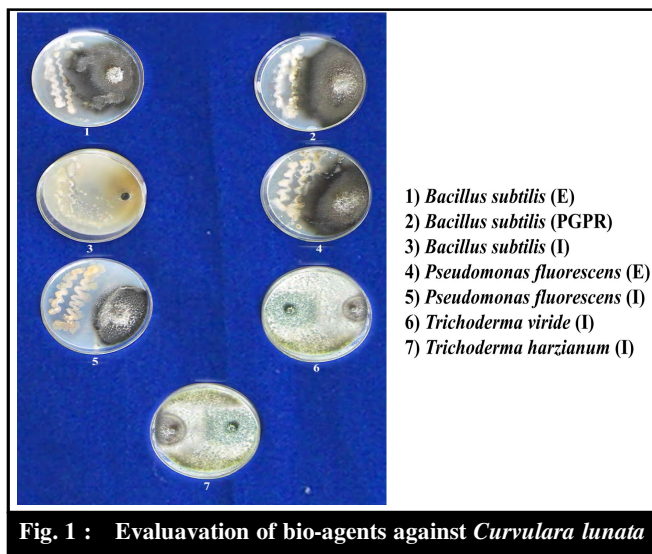 1
2
3
4
5
6
7
1) Bacillus subtilis (E)
2) Bacillus subtilis (PGPR)
3) Bacillus subtilis (I)
4) Pseudomonas fluorescens (E)
5) Pseudomonas fluorescens (I)
6) Trichoderma viride (I)
7) Trichoderma harzianum (I)
Fig. 1 : Evaluavation of bio-agents against Curvulara lunata